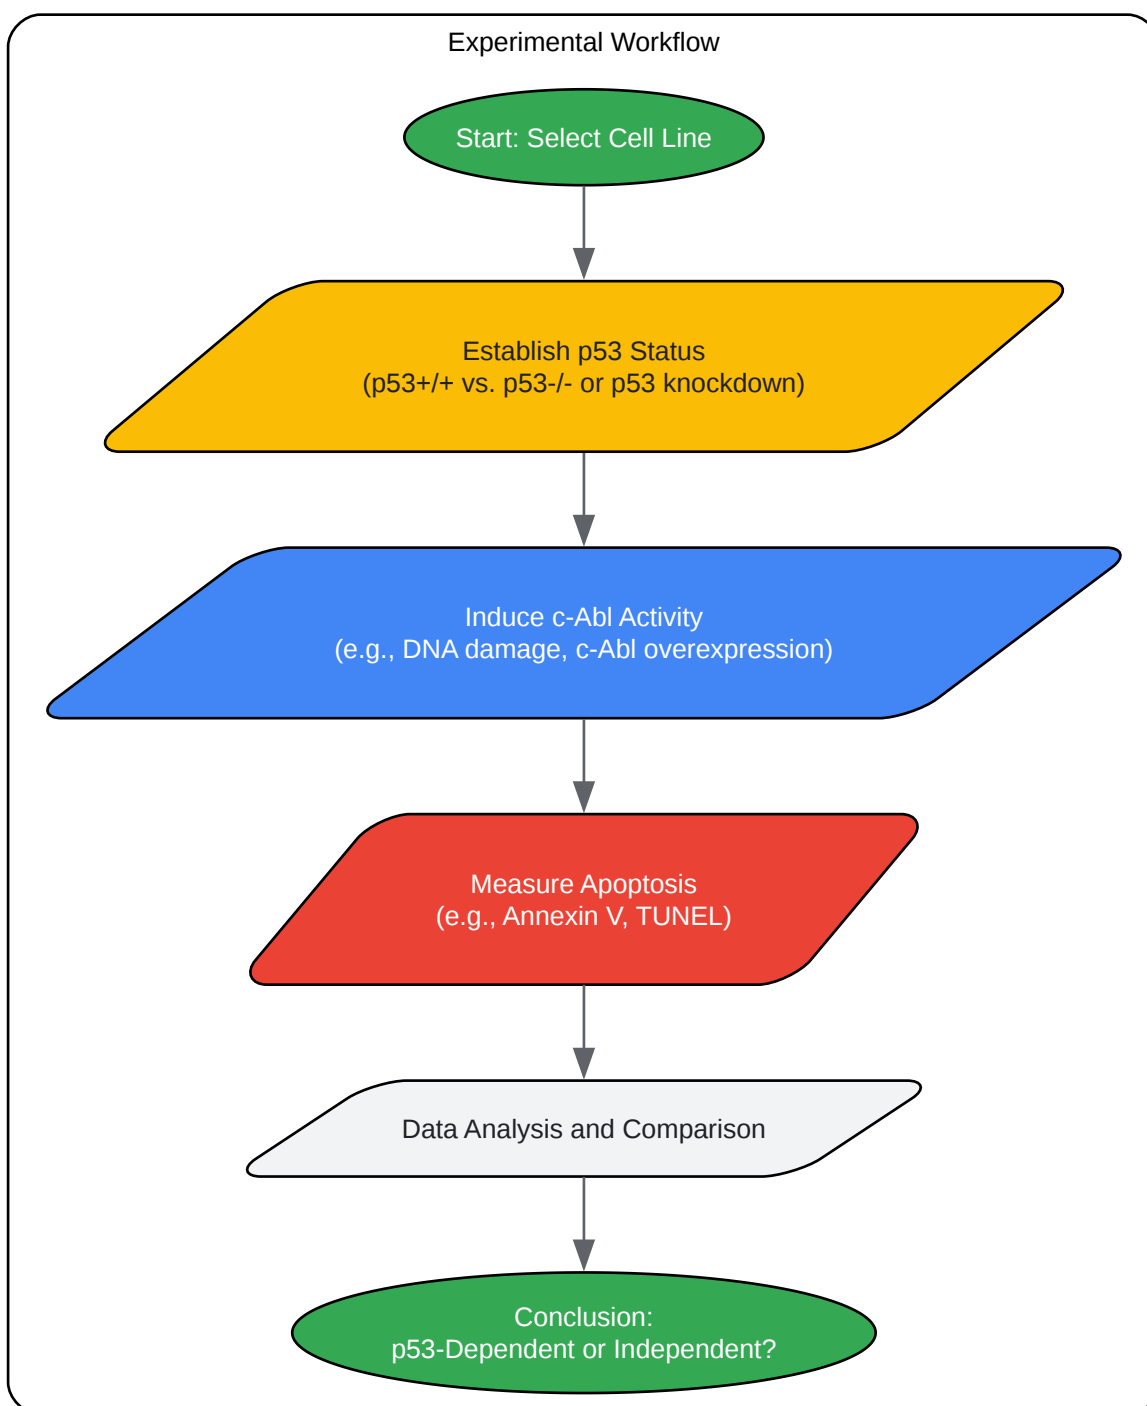 Experimental Workflow
Start: Select Cell Line
Establish p53 Status
(p53+/+ vs. p53-/- or p53 knockdown)
Induce c-Abl Activity
(e.g., DNA damage, c-Abl overexpression)
Measure Apoptosis
(e.g., Annexin V, TUNEL)
Data Analysis and Comparison
Conclusion:
p53-Dependent or Independent?